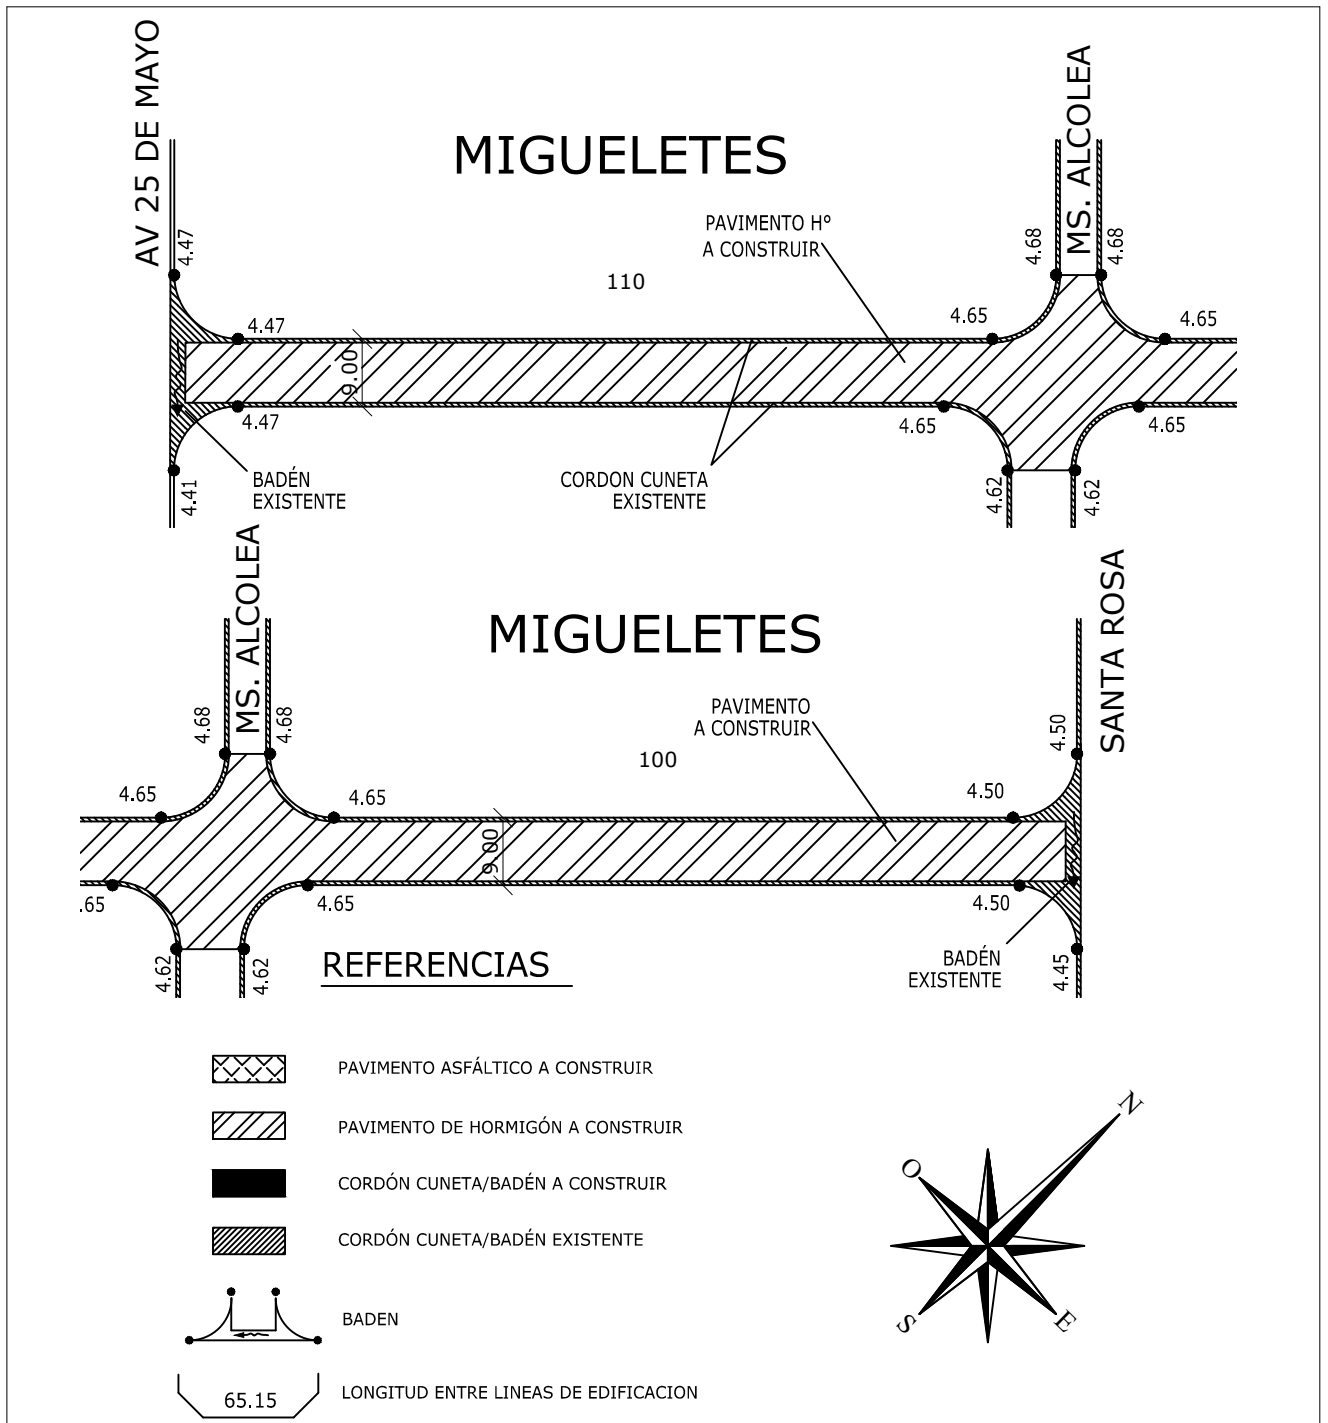 AV 25 DE MAYO
MIGUELETES
MS. ALCOLEA
4.47
PAVIMENTO Hº
A CONSTRUIR
4.68
4.68
110
4.47
4.65
4.65
9.00
4.47
4.65
4.65
BADÉN
EXISTENTE
CORDON CUNETA
EXISTENTE
4.41
4.62
4.62
MS. ALCOLEA
MIGUELETES
SANTA ROSA
4.68
4.68
PAVIMENTO
A CONSTRUIR
4.50
100
4.65
4.65
4.50
9.00
.65
4.65
4.50
4.62
4.62
BADÉN
EXISTENTE
4.45
REFERENCIAS
PAVIMENTO ASFÁLTICO A CONSTRUIR
PAVIMENTO DE HORMIGÓN A CONSTRUIR
CORDÓN CUNETA/BADÉN A CONSTRUIR
CORDÓN CUNETA/BADÉN EXISTENTE
BADEN
65.15
LONGITUD ENTRE LINEAS DE EDIFICACION
N
O
S
E